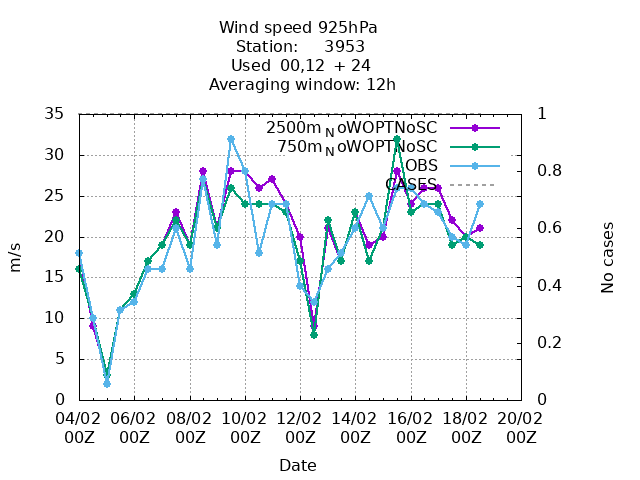 Wind speed 925hPa
Station: 3953
Used 00,12 + 24
Averaging window: 12h
35 30 25 20 15 10 5 0
m/s
2500m_NoWOPTNoSC
750m_NoWOPTNoSC
OBS
CASES
1 0.8 0.6 0.4 0.2 0
No cases
04/02 06/02 08/02 10/02 12/02 14/02 16/02 18/02 20/02
00Z 00Z 00Z 00Z 00Z 00Z 00Z 00Z 00Z
Date